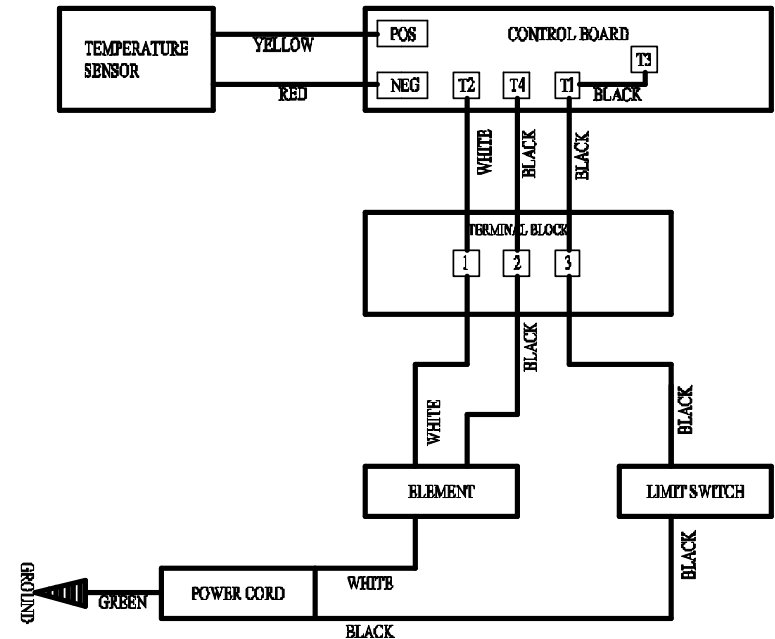 TEMPERATURE
SENSOR
YELLOW
RED
POS
NEG
CONTROL BOARD
T2
T4
T1
T3
BLACK
WHITE
BLACK
BLACK
TERMINAL BLOCK
1
2
3
BLACK
WHITE
BLACK
ELEMENT
LIMIT SWITCH
BLACK
GROUND
GREEN
POWER CORD
WHITE
BLACK